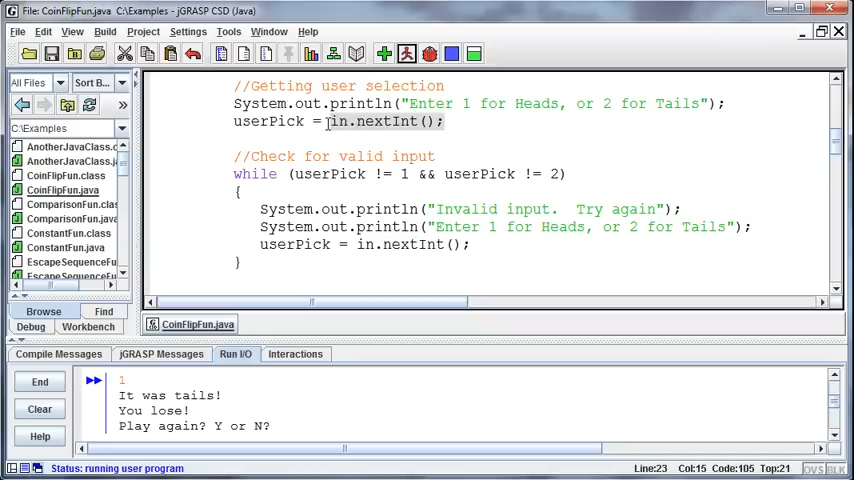 File: CoinFlipFun.java  C:\Examples - jGRASP CSD (Java)
File Edit View Build Project Settings Tools Window Help
All Files Sort B...
C:\Examples
AnotherJavaClass.c
AnotherJavaClass.j
CoinFlipFun.class
CoinFlipFun.java
ComparisonFun.clas
ComparisonFun.java
ConstantFun.class
ConstantFun.java
EscapeSequenceFu
EscapeSequenceFu
Browse Find
Debug Workbench
//Getting user selection
System.out.println("Enter 1 for Heads, or 2 for Tails");
userPick = in.nextInt();
//Check for valid input
while (userPick != 1 && userPick != 2)
{
System.out.println("Invalid input.  Try again");
System.out.println("Enter 1 for Heads, or 2 for Tails");
userPick = in.nextInt();
}
CoinFlipFun.java
Compile Messages jGRASP Messages Run I/O Interactions
End
Clear
Help
1
It was tails!
You lose!
Play again? Y or N?
Status: running user program Line:23 Col:15 Code:105 Top:21 OVS BLK